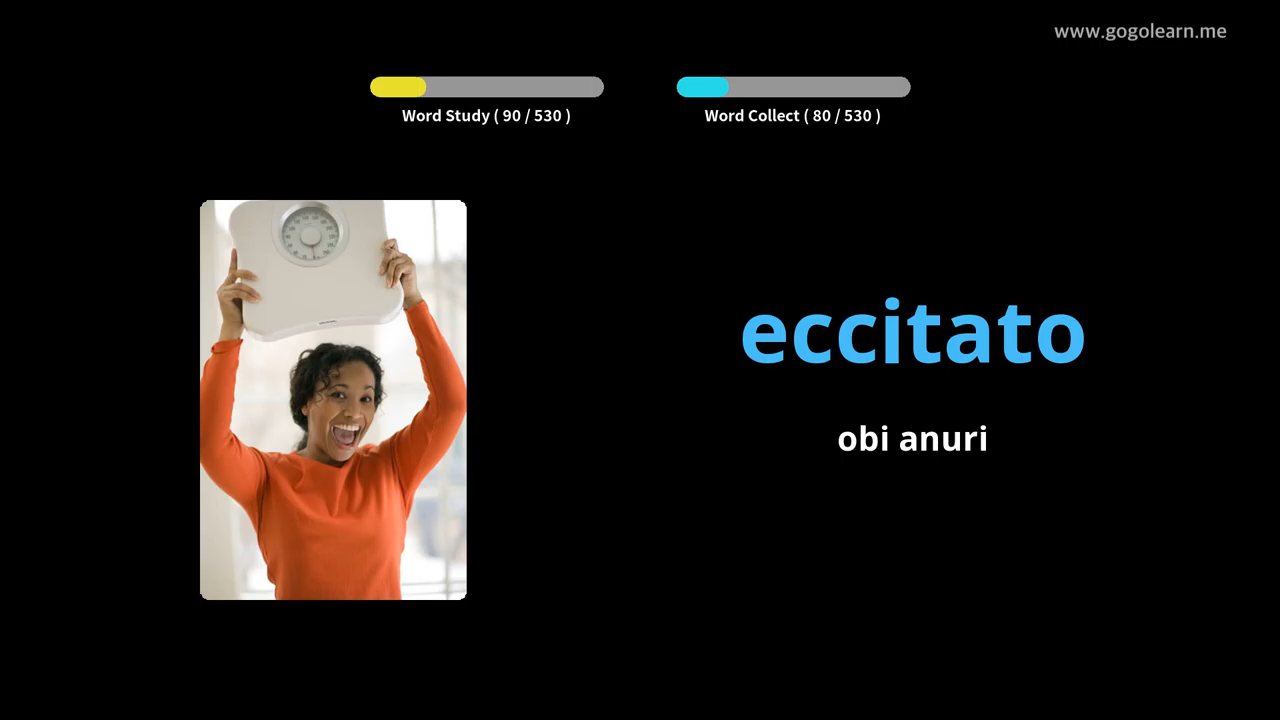 www.gogolearn.me
Word Study ( 90 / 530 )
Word Collect ( 80 / 530 )
eccitato
obi anuri